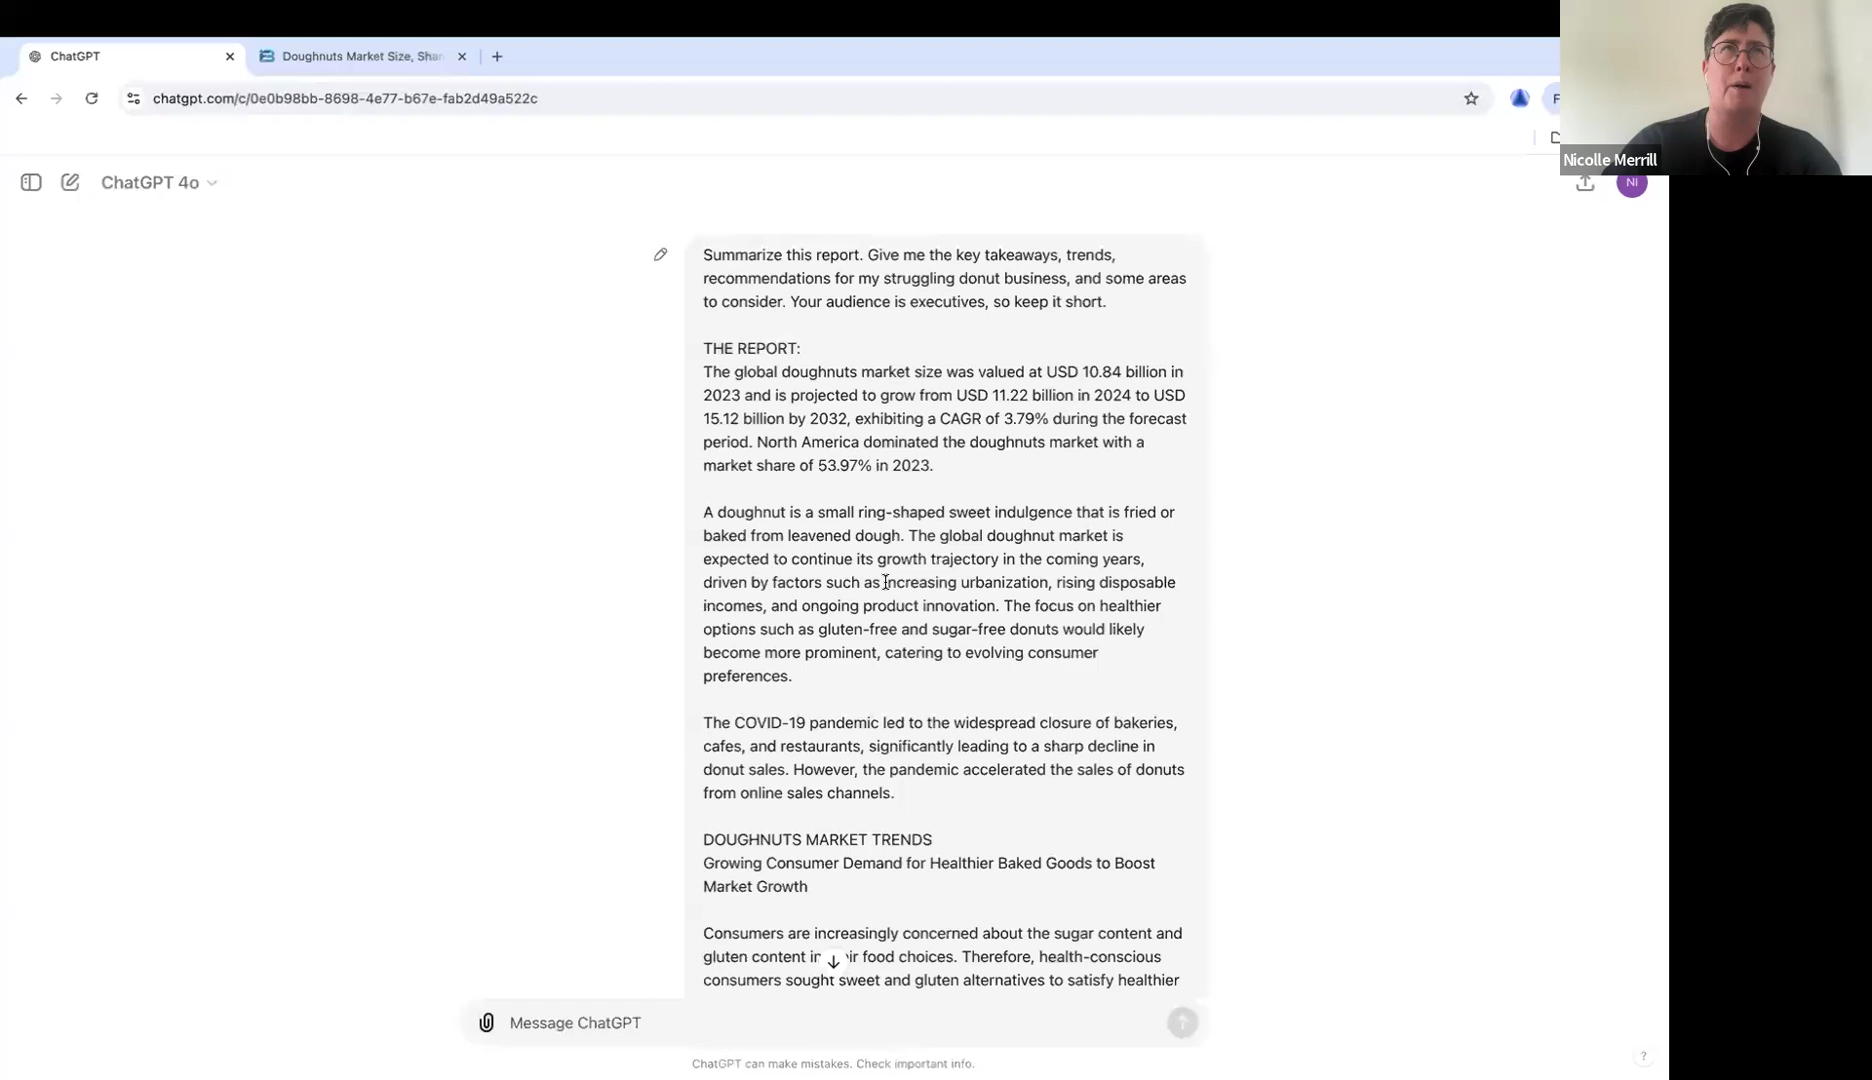 ChatGPT
Doughnuts Market Size, Shar
chatgpt.com/c/0e0b98bb-8698-4e77-b67e-fab2d49a522c
F
Nicolle Merrill
ChatGPT 4o
NI
Summarize this report. Give me the key takeaways, trends,
recommendations for my struggling donut business, and some areas
to consider. Your audience is executives, so keep it short.
THE REPORT:
The global doughnuts market size was valued at USD 10.84 billion in
2023 and is projected to grow from USD 11.22 billion in 2024 to USD
15.12 billion by 2032, exhibiting a CAGR of 3.79% during the forecast
period. North America dominated the doughnuts market with a
market share of 53.97% in 2023.
A doughnut is a small ring-shaped sweet indulgence that is fried or
baked from leavened dough. The global doughnut market is
expected to continue its growth trajectory in the coming years,
driven by factors such as increasing urbanization, rising disposable
incomes, and ongoing product innovation. The focus on healthier
options such as gluten-free and sugar-free donuts would likely
become more prominent, catering to evolving consumer
preferences.
The COVID-19 pandemic led to the widespread closure of bakeries,
cafes, and restaurants, significantly leading to a sharp decline in
donut sales. However, the pandemic accelerated the sales of donuts
from online sales channels.
DOUGHNUTS MARKET TRENDS
Growing Consumer Demand for Healthier Baked Goods to Boost
Market Growth
Consumers are increasingly concerned about the sugar content and
gluten content in their food choices. Therefore, health-conscious
consumers sought sweet and gluten alternatives to satisfy healthier
Message ChatGPT
ChatGPT can make mistakes. Check important info.
?